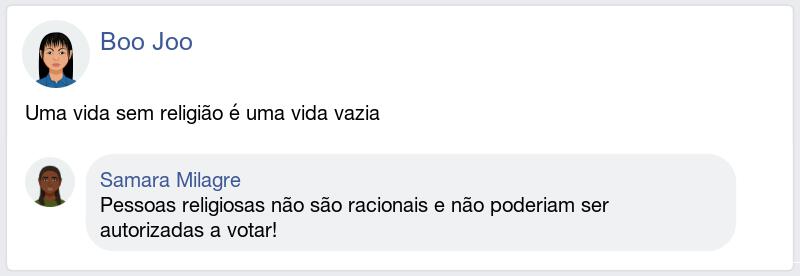 Boo Joo
Uma vida sem religião é uma vida vazia
Samara Milagre
Pessoas religiosas não são racionais e não poderiam ser
autorizadas a votar!